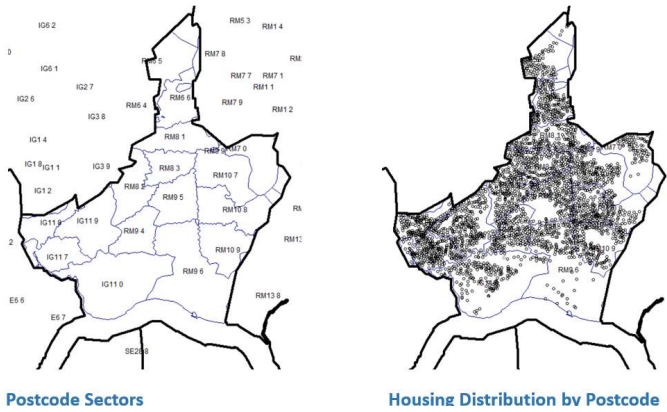 IG6 2
RM5 3
RM1 4
RM7 8
IG6 1
RM7 7
RM7 1
RM1 1
IG2 7
IG2 6
RM6 4
RM6 6
RM7 9
RM1 2
IG3 8
IG1 4
RM8 1
RM7 0
IG1 8
IG1 1
IG3 9
RM8 3
RM10 7
IG1 2
RM9 5
RM10 8
IG11 9
RM9 4
RM10 9
RM13
IG11 7
RM9 6
IG11 0
RM13 8
E6 6
E6 7
SE28 8
RM9 6
Postcode Sectors
Housing Distribution by Postcode